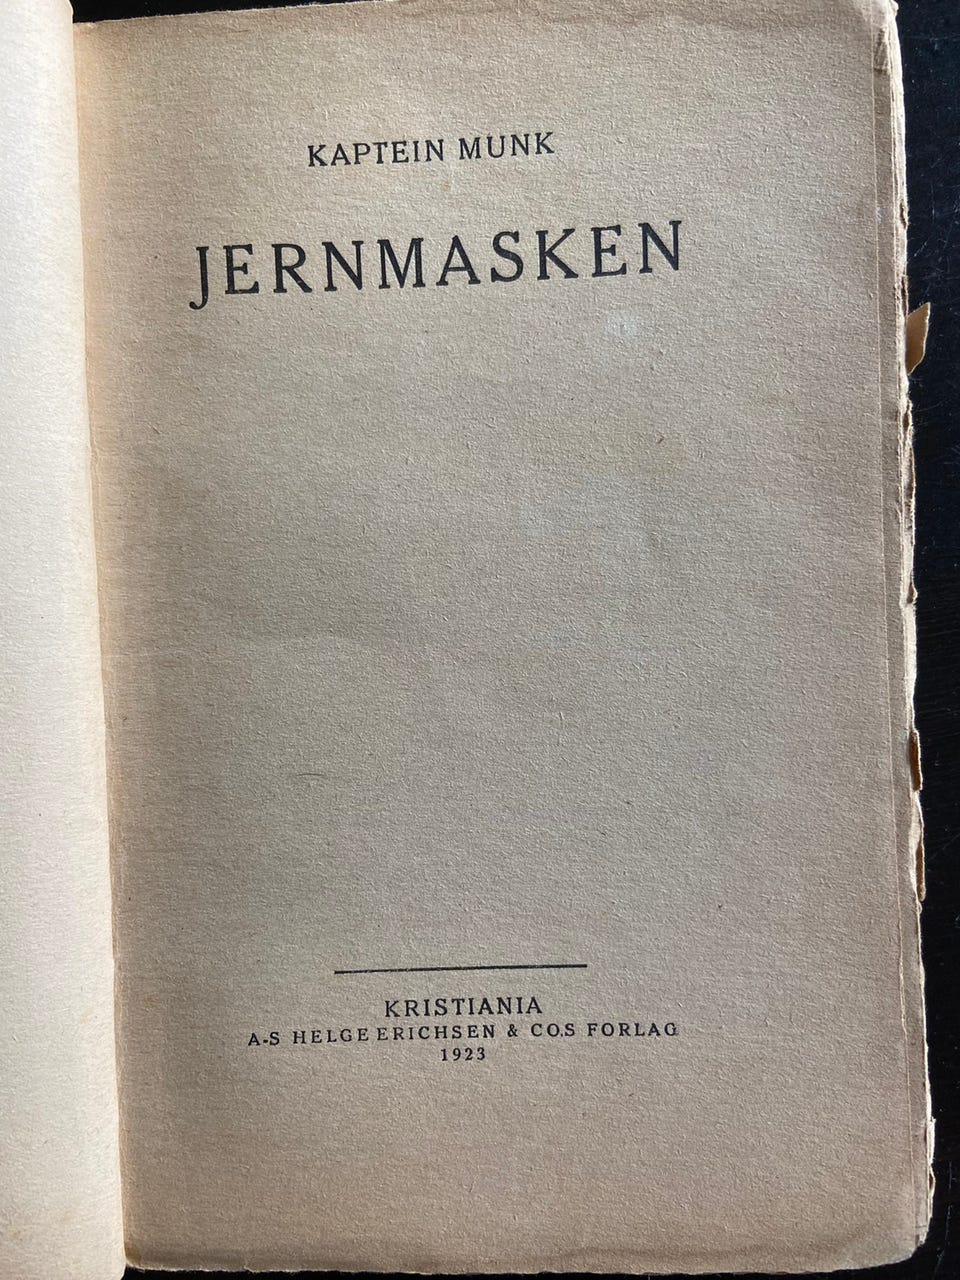 KAPTEIN MUNK
JERNMASKEN
KRISTIANIA
A-S HELGE ERICHSEN & CO.S FORLAG
1923